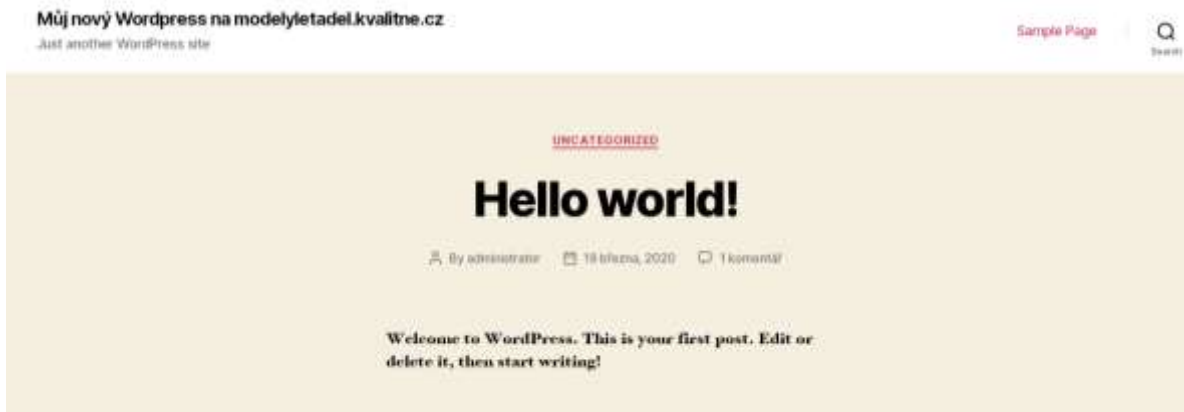 Můj nový Wordpress na modelyletadel.kvalitne.cz
Just another WordPress site
Sample Page
Search
UNCATEGORIZED
Hello world!
By administrator
března, 2020
1 komentář
Welcome to WordPress. This is your first post. Edit or
delete it, then start writing!